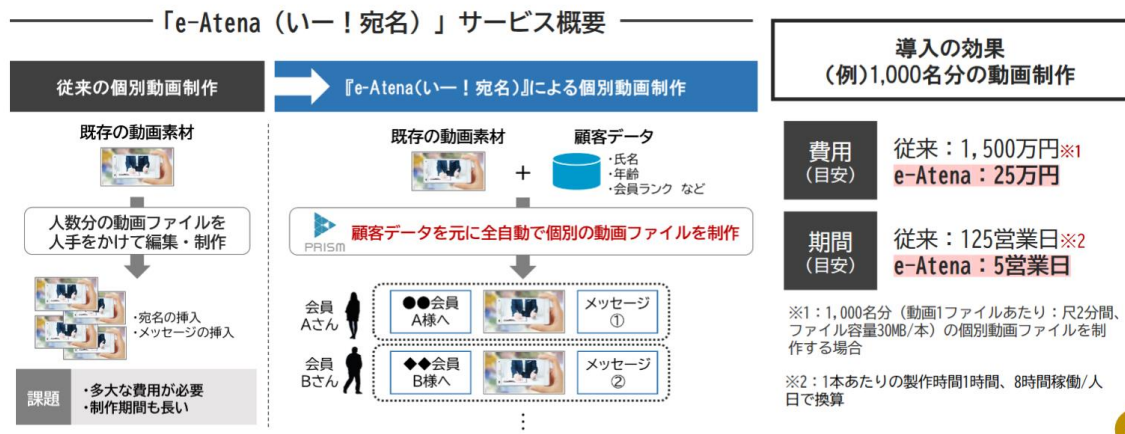 「e-Atena（いー！宛名）」サービス概要
従来の個別動画制作
既存の動画素材
人数分の動画ファイルを
人手をかけて編集・制作
・宛名の挿入
・メッセージの挿入
課題
・多大な費用が必要
・制作期間も長い
『e-Atena(いー！宛名)』による個別動画制作
既存の動画素材
+
顧客データ
・氏名
・年齢
・会員ランク など
PRISM
顧客データを元に全自動で個別の動画ファイルを制作
会員
Aさん
●●会員
A様へ
メッセージ
①
会員
Bさん
◆◆会員
B様へ
メッセージ
②
⋮
導入の効果
(例)1,000名分の動画制作
費用
(目安)
従来：1,500万円※1
e-Atena：25万円
期間
(目安)
従来：125営業日※2
e-Atena：5営業日
※1：1,000名分（動画1ファイルあたり：尺2分間、
ファイル容量30MB/本）の個別動画ファイルを制
作する場合
※2：1本あたりの製作時間1時間、8時間稼働/人
日で換算